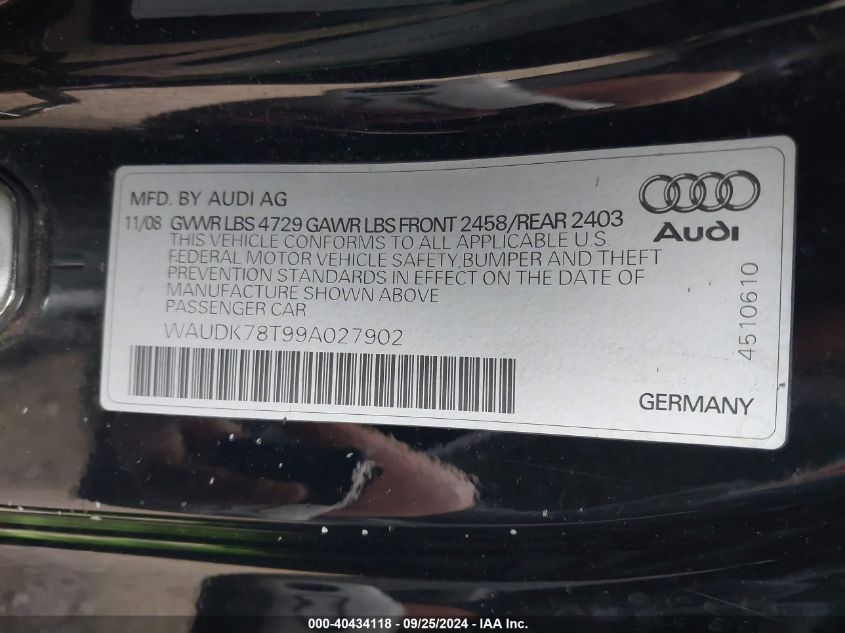 MFD. BY AUDI AG
11/08 GVWR LBS 4729 GAWR LBS FRONT 2458/REAR 2403
THIS VEHICLE CONFORMS TO ALL APPLICABLE U.S.
FEDERAL MOTOR VEHICLE SAFETY,BUMPER AND THEFT
PREVENTION STANDARDS IN EFFECT ON THE DATE OF
MANUFACTURE SHOWN ABOVE
PASSENGER CAR
WAUDK78T99A027902
Audi
4510610
GERMANY
000-40434118 - 09/25/2024 - IAA Inc.